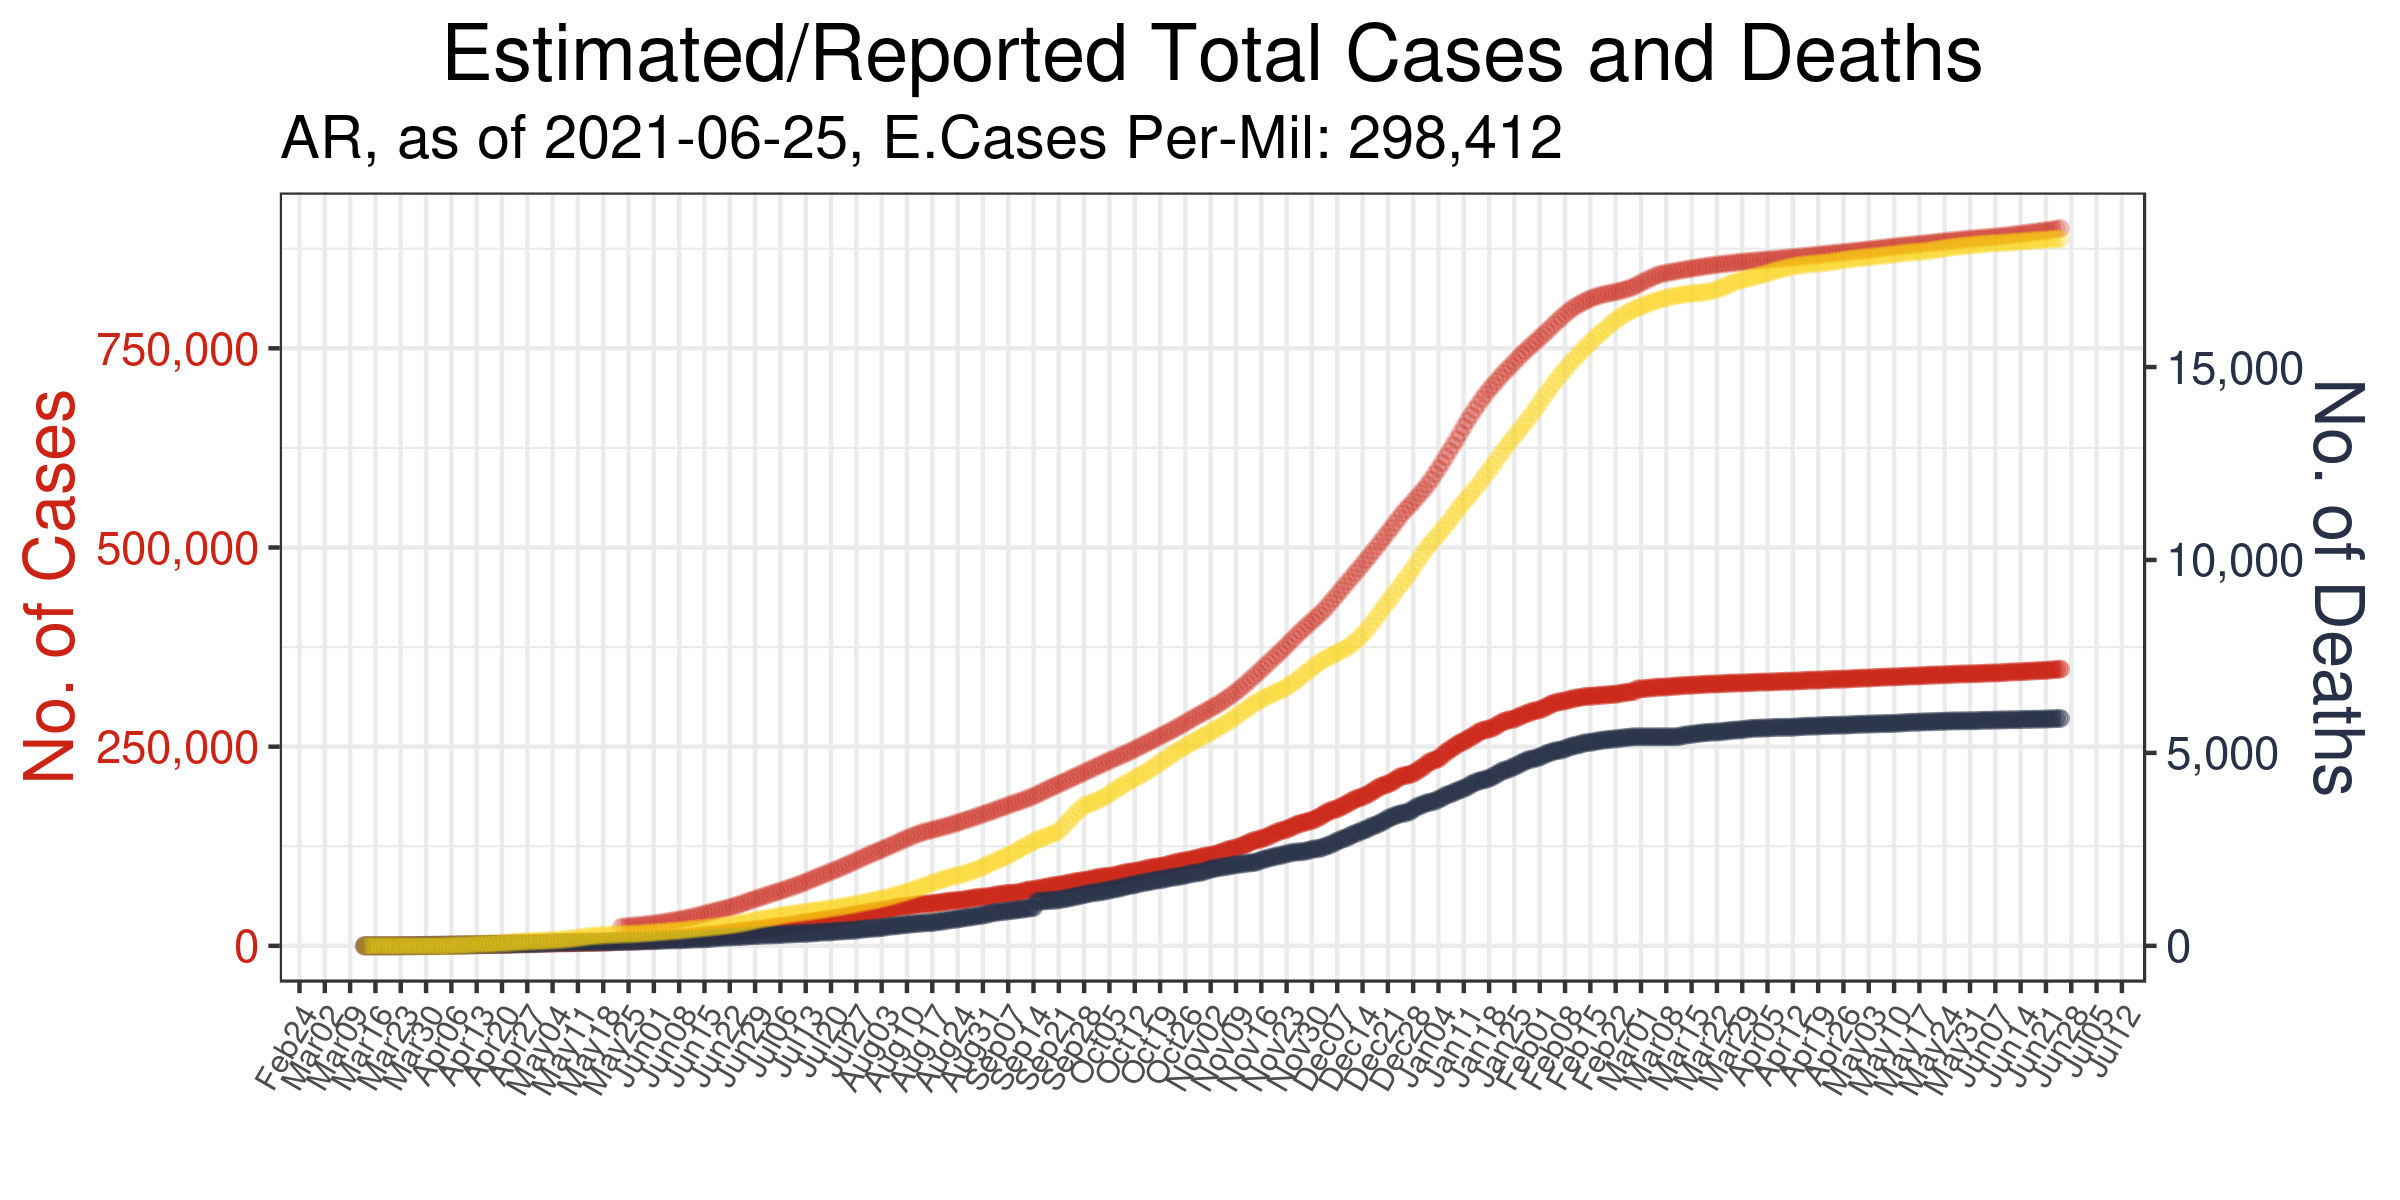 Estimated/Reported Total Cases and Deaths
AR, as of 2021-06-25, E.Cases Per-Mil: 298,412
No. of Cases
750,000
500,000
250,000
0
No. of Deaths
15,000
10,000
5,000
0
Feb24
Mar02
Mar09
Mar16
Mar23
Mar30
Apr06
Apr13
Apr20
Apr27
May04
May11
May18
May25
Jun01
Jun08
Jun15
Jun22
Jun29
Jul06
Jul13
Jul20
Jul27
Aug03
Aug10
Aug17
Aug24
Aug31
Sep07
Sep14
Sep21
Sep28
Oct05
Oct12
Oct19
Oct26
Nov02
Nov09
Nov16
Nov23
Nov30
Dec07
Dec14
Dec21
Dec28
Jan04
Jan11
Jan18
Jan25
Feb01
Feb08
Feb15
Feb22
Mar01
Mar08
Mar15
Mar22
Mar29
Apr05
Apr12
Apr19
Apr26
May03
May10
May17
May24
May31
Jun07
Jun14
Jun21
Jun28
Jul05
Jul12